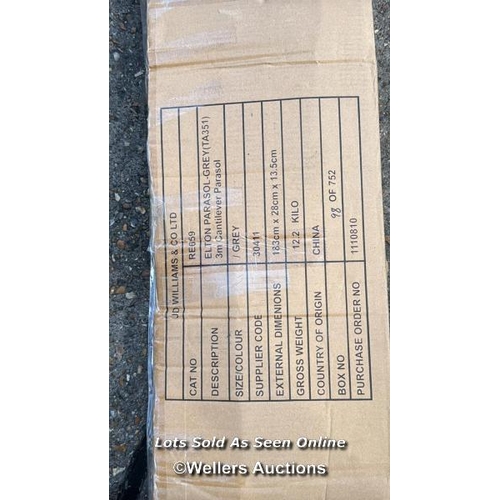 JD WILLIAMS & CO LTD
CAT NO RE659
DESCRIPTION ELTON PARASOL-GREY(TA351)
3m Cantilever Parasol
SIZE/COLOUR / GREY
SUPPLIER CODE 30411
EXTERNAL DIMENIONS 183cm x 28cm x 13.5cm
GROSS WEIGHT 12.2 KILO
COUNTRY OF ORIGIN CHINA
BOX NO 98 OF 752
PURCHASE ORDER NO 1110810
Lots Sold As Seen Online
©Wellers Auctions